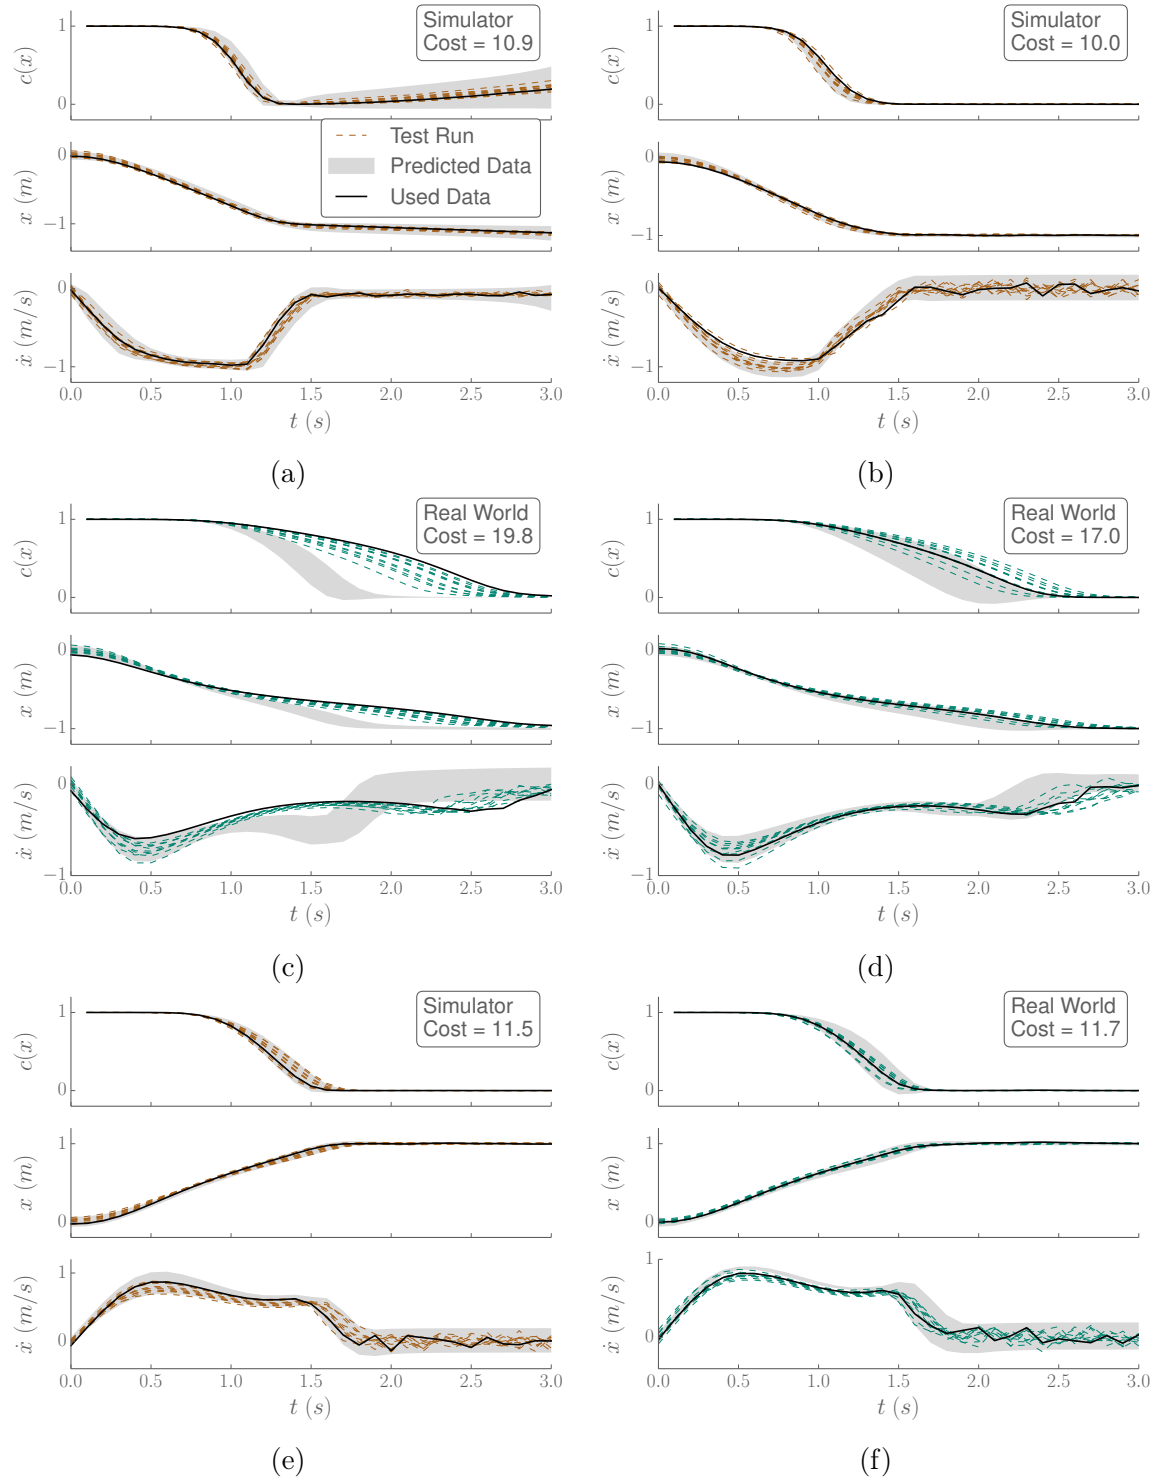 Simulator
Cost = 10.9
c(x)
1
0
Test Run
Predicted Data
Used Data
x (m)
0
−1
ẋ (m/s)
0
−1
0.0 0.5 1.0 1.5 2.0 2.5 3.0
t (s)
(a)
Simulator
Cost = 10.0
c(x)
1
0
x (m)
0
−1
ẋ (m/s)
0
−1
0.0 0.5 1.0 1.5 2.0 2.5 3.0
t (s)
(b)
Real World
Cost = 19.8
c(x)
1
0
x (m)
0
−1
ẋ (m/s)
0
−1
0.0 0.5 1.0 1.5 2.0 2.5 3.0
t (s)
(c)
Real World
Cost = 17.0
c(x)
1
0
x (m)
0
−1
ẋ (m/s)
0
−1
0.0 0.5 1.0 1.5 2.0 2.5 3.0
t (s)
(d)
Simulator
Cost = 11.5
c(x)
1
0
x (m)
1
0
ẋ (m/s)
1
0
0.0 0.5 1.0 1.5 2.0 2.5 3.0
t (s)
(e)
Real World
Cost = 11.7
c(x)
1
0
x (m)
1
0
ẋ (m/s)
1
0
0.0 0.5 1.0 1.5 2.0 2.5 3.0
t (s)
(f)